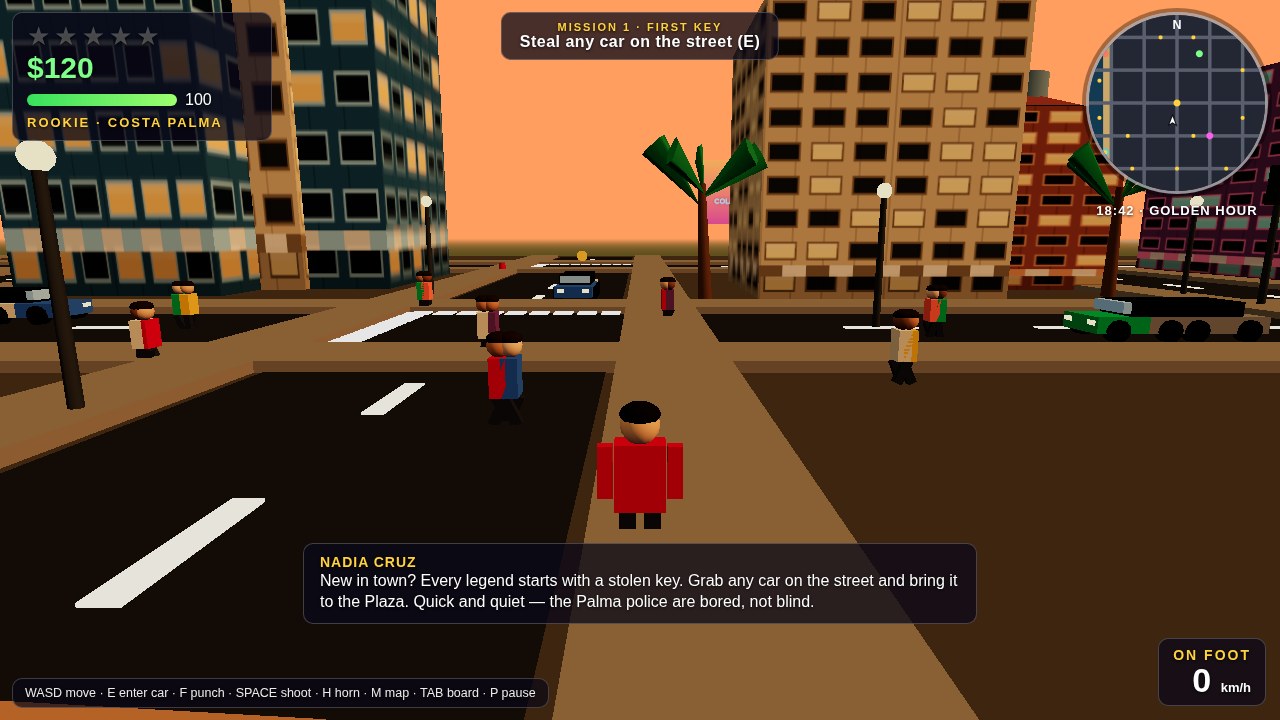 ★★★★★
$120
100
ROOKIE · COSTA PALMA
MISSION 1 · FIRST KEY
Steal any car on the street (E)
N
18:42 · GOLDEN HOUR
NADIA CRUZ
New in town? Every legend starts with a stolen key. Grab any car on the street and bring it
to the Plaza. Quick and quiet — the Palma police are bored, not blind.
WASD move · E enter car · F punch · SPACE shoot · H horn · M map · TAB board · P pause
ON FOOT
0 km/h